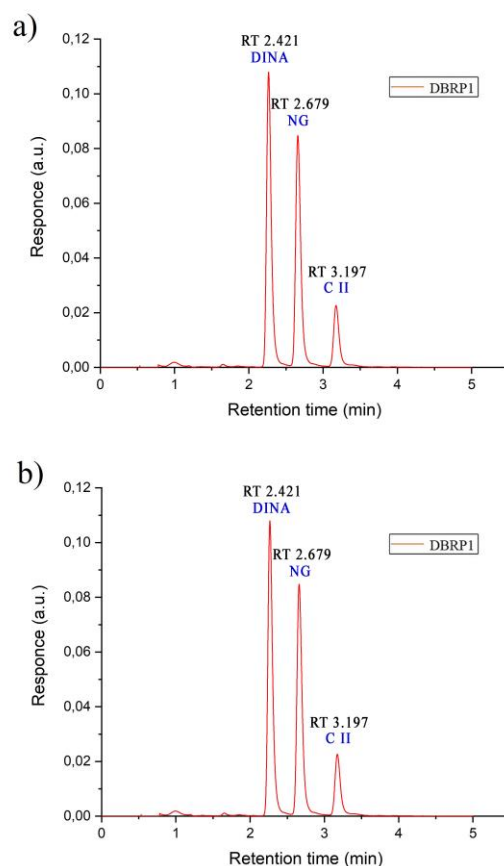 a)
0,12
0,10
0,08
0,06
0,04
0,02
0,00
Responce (a.u.)
RT 2.421
DINA
RT 2.679
NG
RT 3.197
C II
DBRP1
0
1
2
3
4
5
Retention time (min)
b)
0,12
0,10
0,08
0,06
0,04
0,02
0,00
Responce (a.u.)
RT 2.421
DINA
RT 2.679
NG
RT 3.197
C II
DBRP1
0
1
2
3
4
5
Retention time (min)